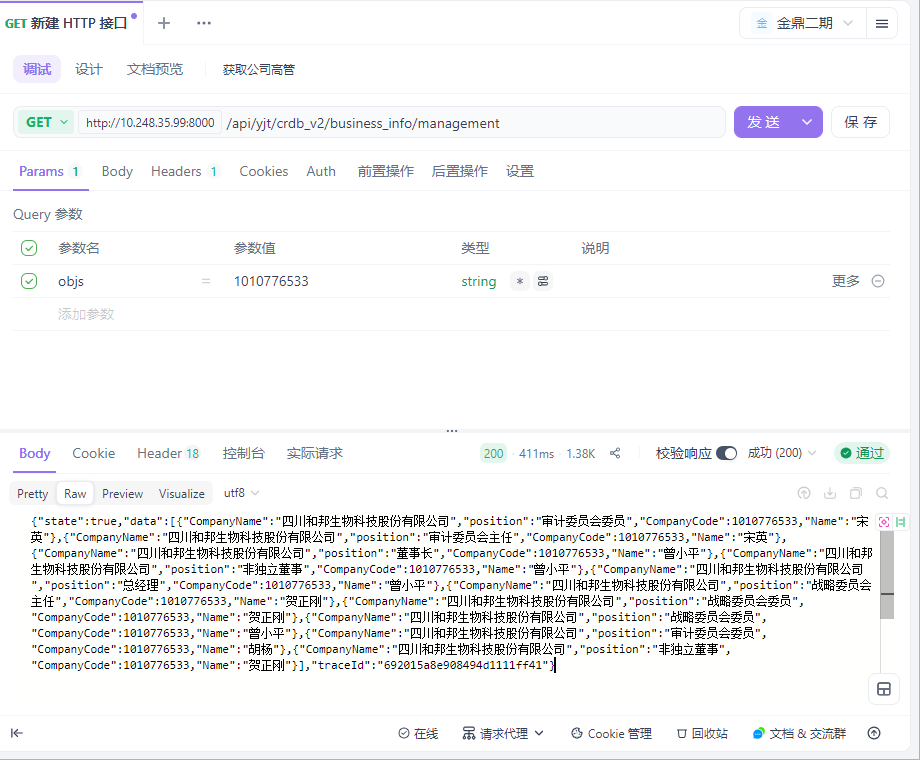 GET 新建 HTTP 接口
金 金鼎二期
调试 设计 文档预览 获取公司高管
GET http://10.248.35.99:8000 /api/yjt/crdb_v2/business_info/management 发送 保存
Params 1 Body Headers 1 Cookies Auth 前置操作 后置操作 设置
Query 参数
参数名 参数值 类型 说明
objs = 1010776533 string * 更多
添加参数
Body Cookie Header 18 控制台 实际请求 200 · 411ms · 1.38K 校验响应 成功 (200) 通过
Pretty Raw Preview Visualize utf8
{"state":true,"data":[{"CompanyName":"四川和邦生物科技股份有限公司","position":"审计委员会委员","CompanyCode":1010776533,"Name":"宋
英"},{"CompanyName":"四川和邦生物科技股份有限公司","position":"审计委员会主任","CompanyCode":1010776533,"Name":"宋英"},
{"CompanyName":"四川和邦生物科技股份有限公司","position":"董事长","CompanyCode":1010776533,"Name":"曾小平"},{"CompanyName":"四川和邦
生物科技股份有限公司","position":"非独立董事","CompanyCode":1010776533,"Name":"曾小平"},{"CompanyName":"四川和邦生物科技股份有限公司
","position":"总经理","CompanyCode":1010776533,"Name":"曾小平"},{"CompanyName":"四川和邦生物科技股份有限公司","position":"战略委员会
主任","CompanyCode":1010776533,"Name":"贺正刚"},{"CompanyName":"四川和邦生物科技股份有限公司","position":"战略委员会委员",
"CompanyCode":1010776533,"Name":"贺正刚"},{"CompanyName":"四川和邦生物科技股份有限公司","position":"战略委员会委员",
"CompanyCode":1010776533,"Name":"曾小平"},{"CompanyName":"四川和邦生物科技股份有限公司","position":"审计委员会委员",
"CompanyCode":1010776533,"Name":"胡杨"},{"CompanyName":"四川和邦生物科技股份有限公司","position":"非独立董事",
"CompanyCode":1010776533,"Name":"贺正刚"}],"traceId":"692015a8e908494d1111ff41"}
在线 请求代理 Cookie 管理 回收站 文档 & 交流群